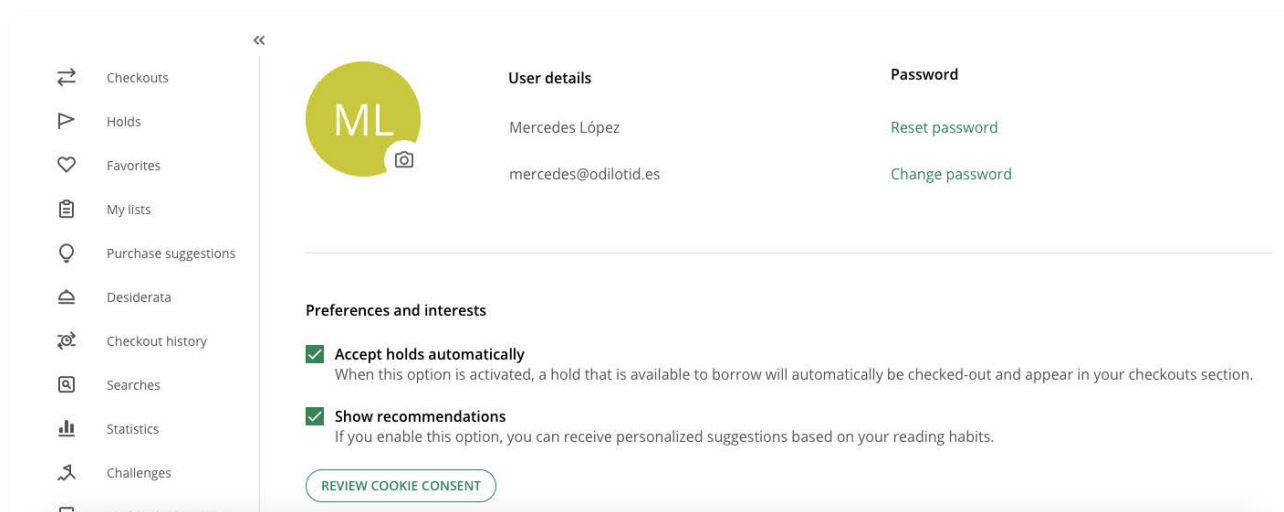 Checkouts
Holds
Favorites
My lists
Purchase suggestions
Desiderata
Checkout history
Searches
Statistics
Challenges
ML
User details
Mercedes López
mercedes@odilotid.es
Password
Reset password
Change password
Preferences and interests
Accept holds automatically
When this option is activated, a hold that is available to borrow will automatically be checked-out and appear in your checkouts section.
Show recommendations
If you enable this option, you can receive personalized suggestions based on your reading habits.
REVIEW COOKIE CONSENT